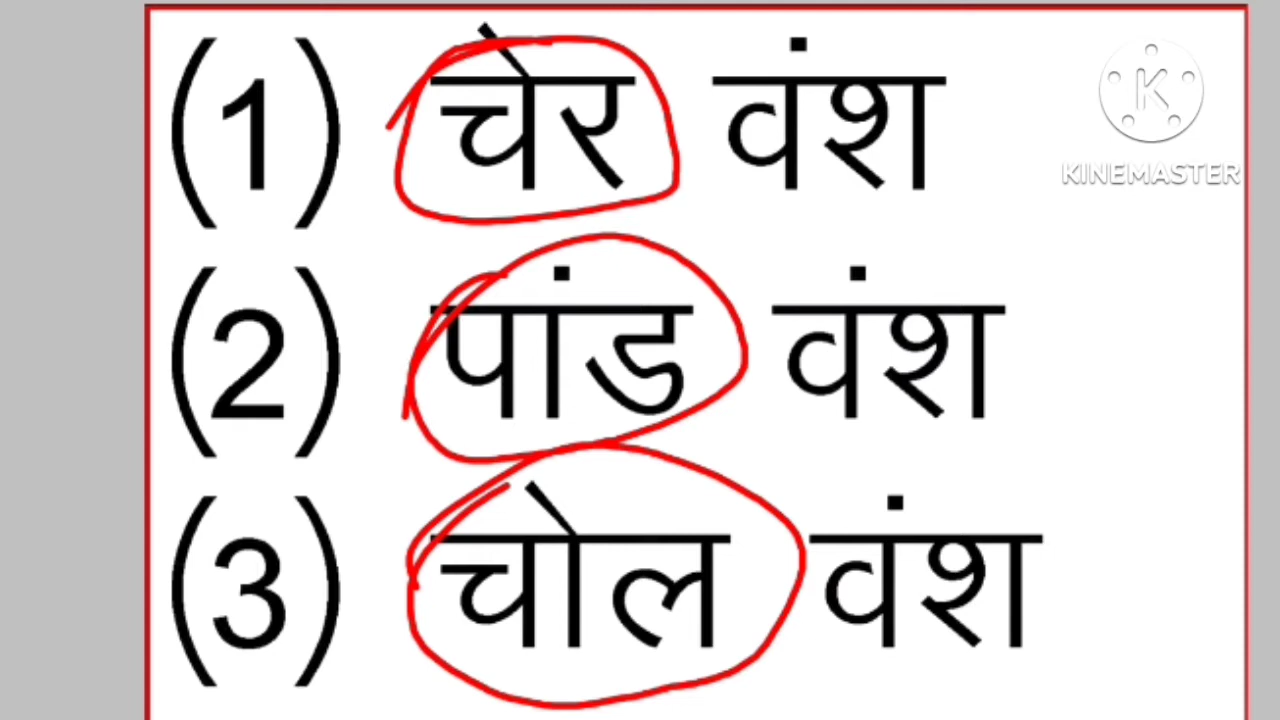 (1) चेर वंश
K
KINEMASTER
(2) पांड वंश
(3) चोल वंश